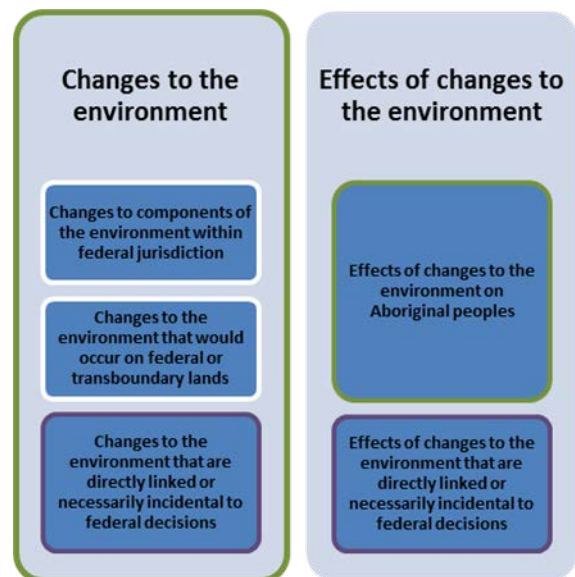 Changes to the
environment
Changes to components of
the environment within
federal jurisdiction
Changes to the
environment that would
occur on federal or
transboundary lands
Changes to the
environment that are
directly linked or
necessarily incidental to
federal decisions
Effects of changes to
the environment
Effects of changes to the
environment on
Aboriginal peoples
Effects of changes to the
environment that are
directly linked or
necessarily incidental to
federal decisions